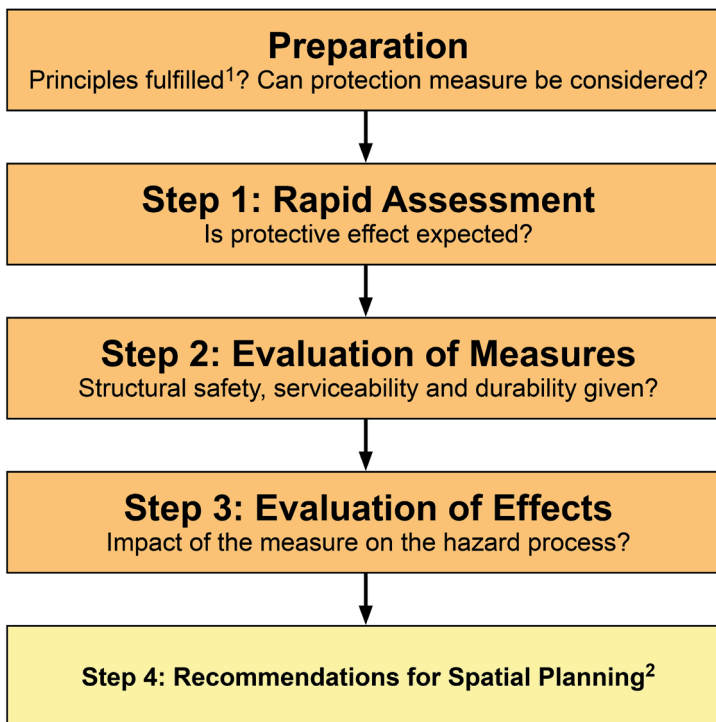 Preparation
Principles fulfilled¹? Can protection measure be considered?
Step 1: Rapid Assessment
Is protective effect expected?
Step 2: Evaluation of Measures
Structural safety, serviceability and durability given?
Step 3: Evaluation of Effects
Impact of the measure on the hazard process?
Step 4: Recommendations for Spatial Planning²